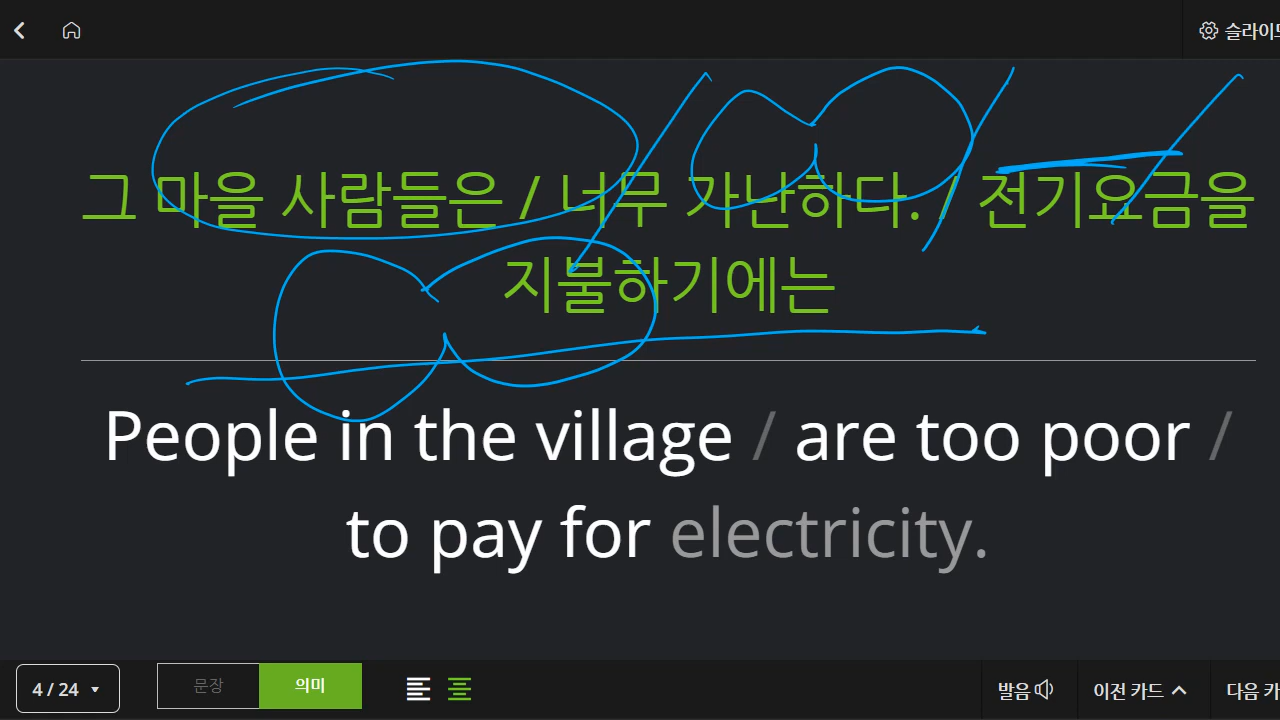 슬라이드
그 마을 사람들은 / 너무 가난하다. / 전기요금을
지불하기에는
People in the village / are too poor /
to pay for electricity.
4 / 24 문장 의미 발음 이전 카드 다음 카